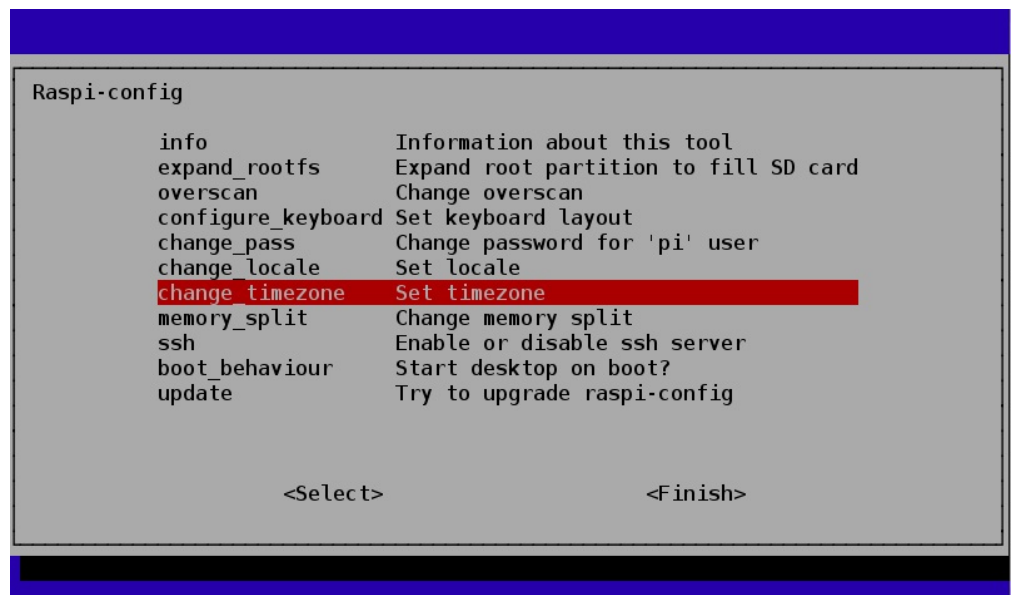 Raspi-config
info Information about this tool
expand_rootfs Expand root partition to fill SD card
overscan Change overscan
configure_keyboard Set keyboard layout
change_pass Change password for 'pi' user
change_locale Set locale
change_timezone Set timezone
memory_split Change memory split
ssh Enable or disable ssh server
boot_behaviour Start desktop on boot?
update Try to upgrade raspi-config
<Select> <Finish>